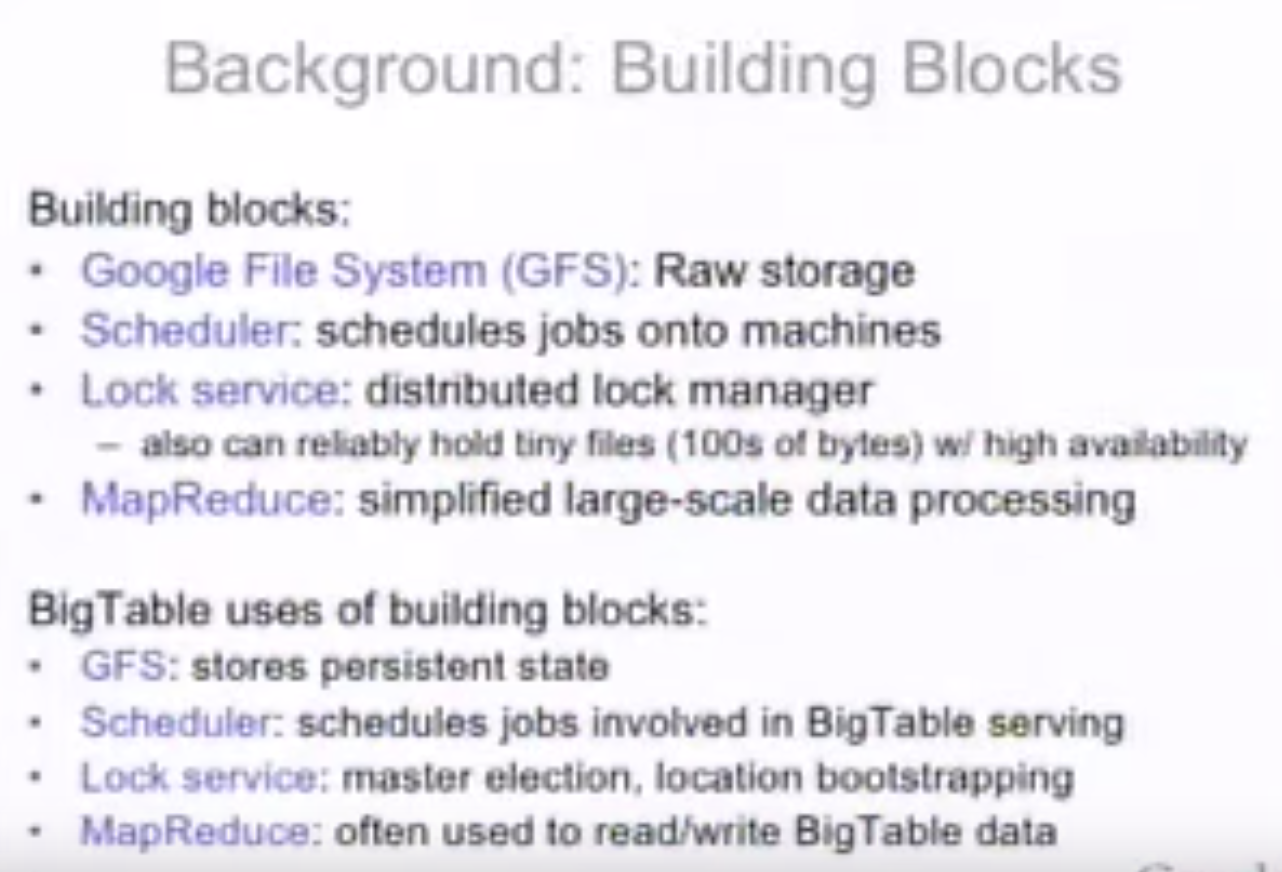 Background: Building Blocks
Building blocks:
• Google File System (GFS): Raw storage
• Scheduler: schedules jobs onto machines
• Lock service: distributed lock manager
– also can reliably hold tiny files (100s of bytes) w/ high availability
• MapReduce: simplified large-scale data processing
BigTable uses of building blocks:
• GFS: stores persistent state
• Scheduler: schedules jobs involved in BigTable serving
• Lock service: master election, location bootstrapping
• MapReduce: often used to read/write BigTable data